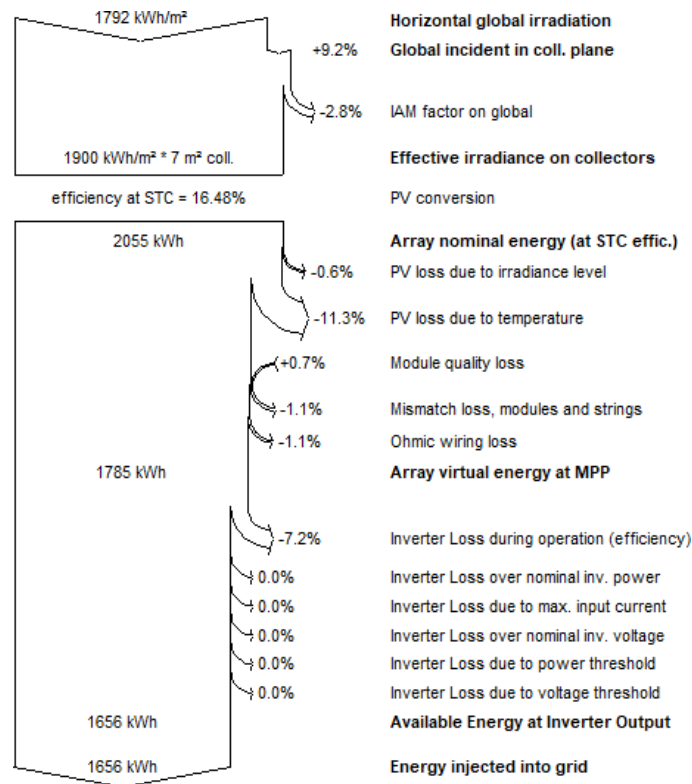 1792 kWh/m² Horizontal global irradiation
+9.2% Global incident in coll. plane
-2.8% IAM factor on global
1900 kWh/m² * 7 m² coll. Effective irradiance on collectors
efficiency at STC = 16.48% PV conversion
2055 kWh Array nominal energy (at STC effic.)
-0.6% PV loss due to irradiance level
-11.3% PV loss due to temperature
+0.7% Module quality loss
-1.1% Mismatch loss, modules and strings
-1.1% Ohmic wiring loss
1785 kWh Array virtual energy at MPP
-7.2% Inverter Loss during operation (efficiency)
0.0% Inverter Loss over nominal inv. power
0.0% Inverter Loss due to max. input current
0.0% Inverter Loss over nominal inv. voltage
0.0% Inverter Loss due to power threshold
0.0% Inverter Loss due to voltage threshold
1656 kWh Available Energy at Inverter Output
1656 kWh Energy injected into grid